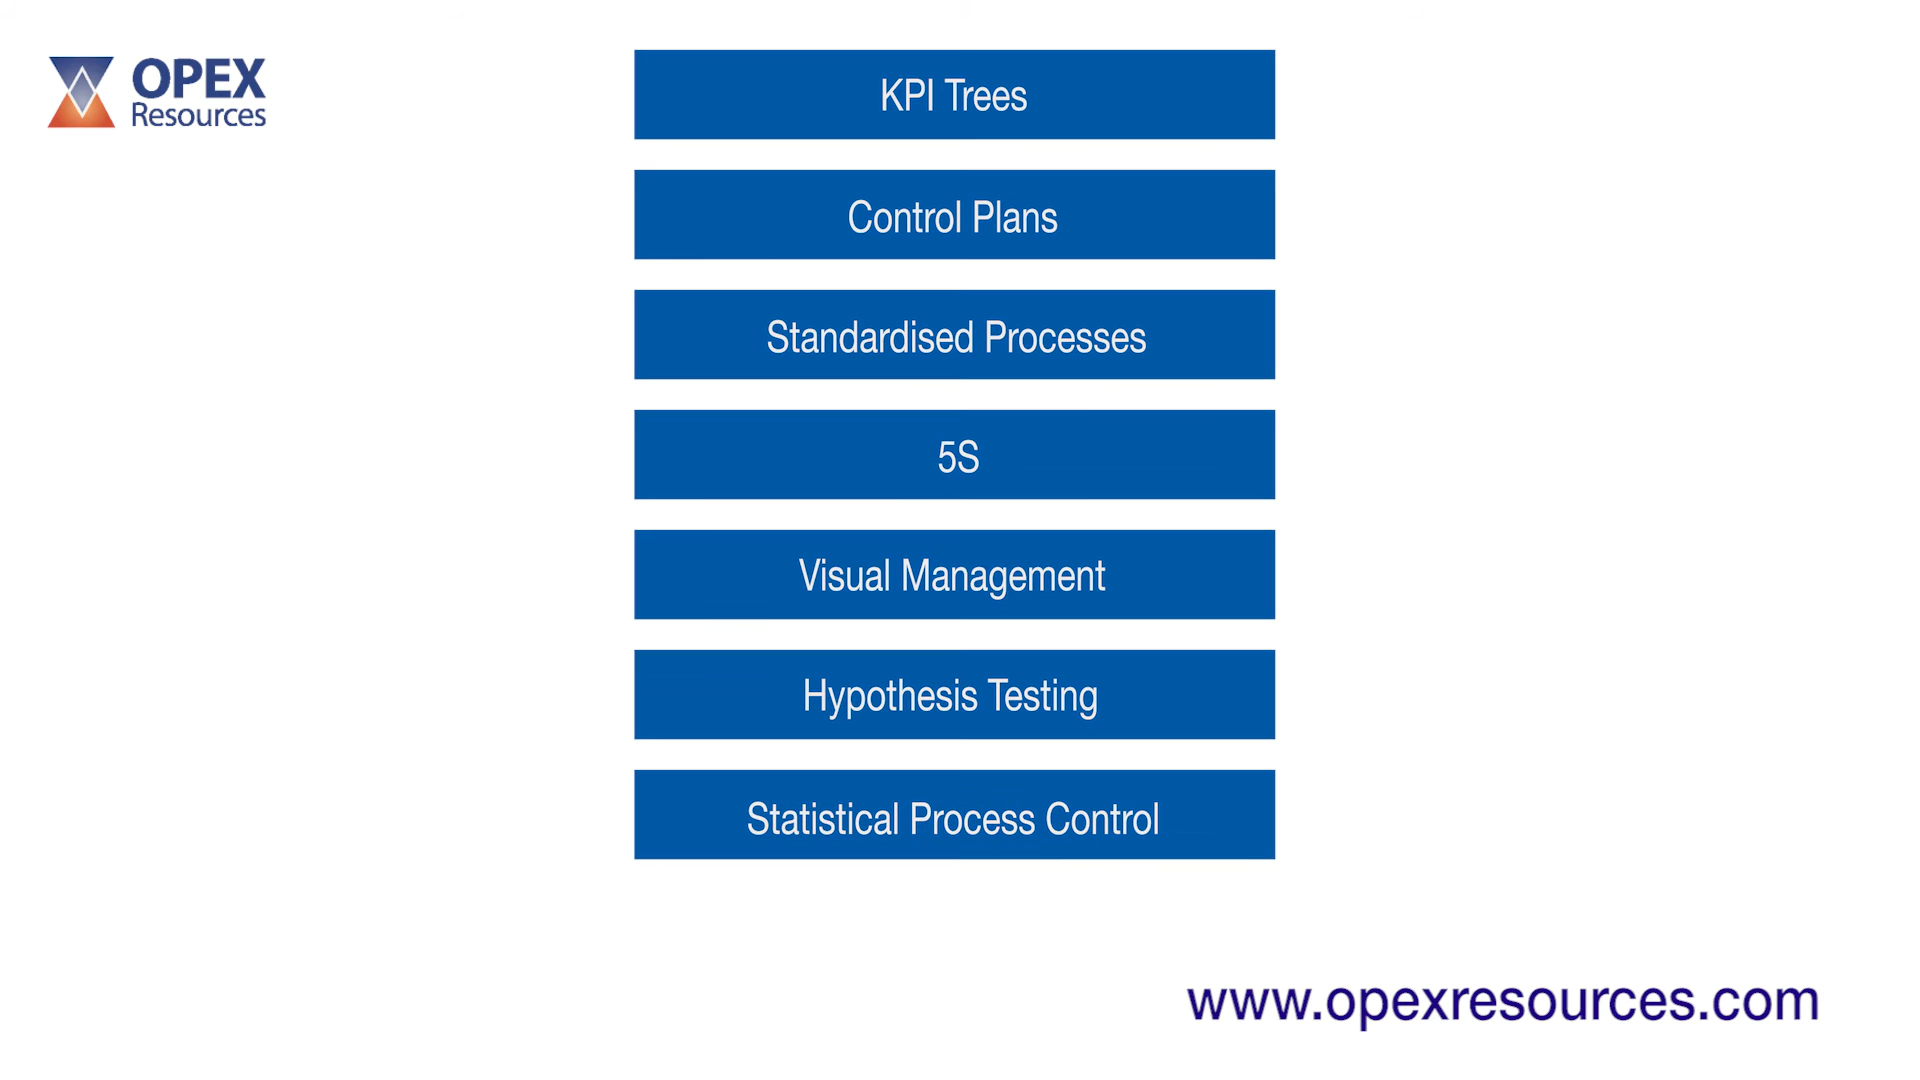 OPEX
Resources
KPI Trees
Control Plans
Standardised Processes
5S
Visual Management
Hypothesis Testing
Statistical Process Control
www.opexresources.com